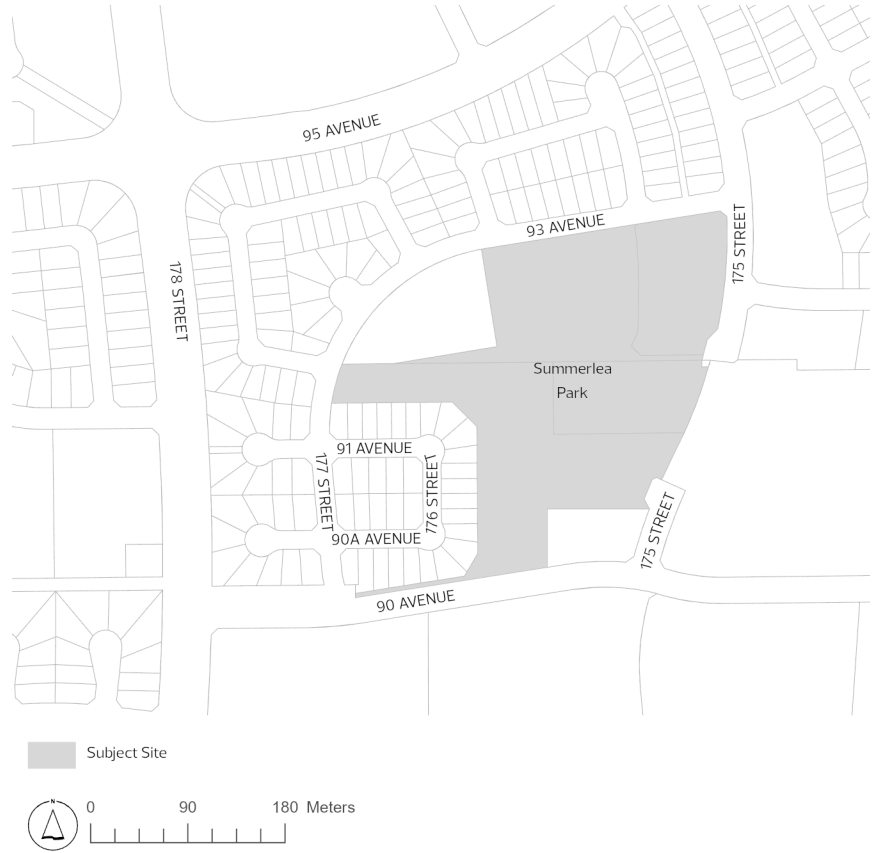 95 AVENUE
93 AVENUE
175 STREET
178 STREET
Summerlea
Park
91 AVENUE
177 STREET
776 STREET
90A AVENUE
175 STREET
90 AVENUE
Subject Site
N
0 90 180 Meters